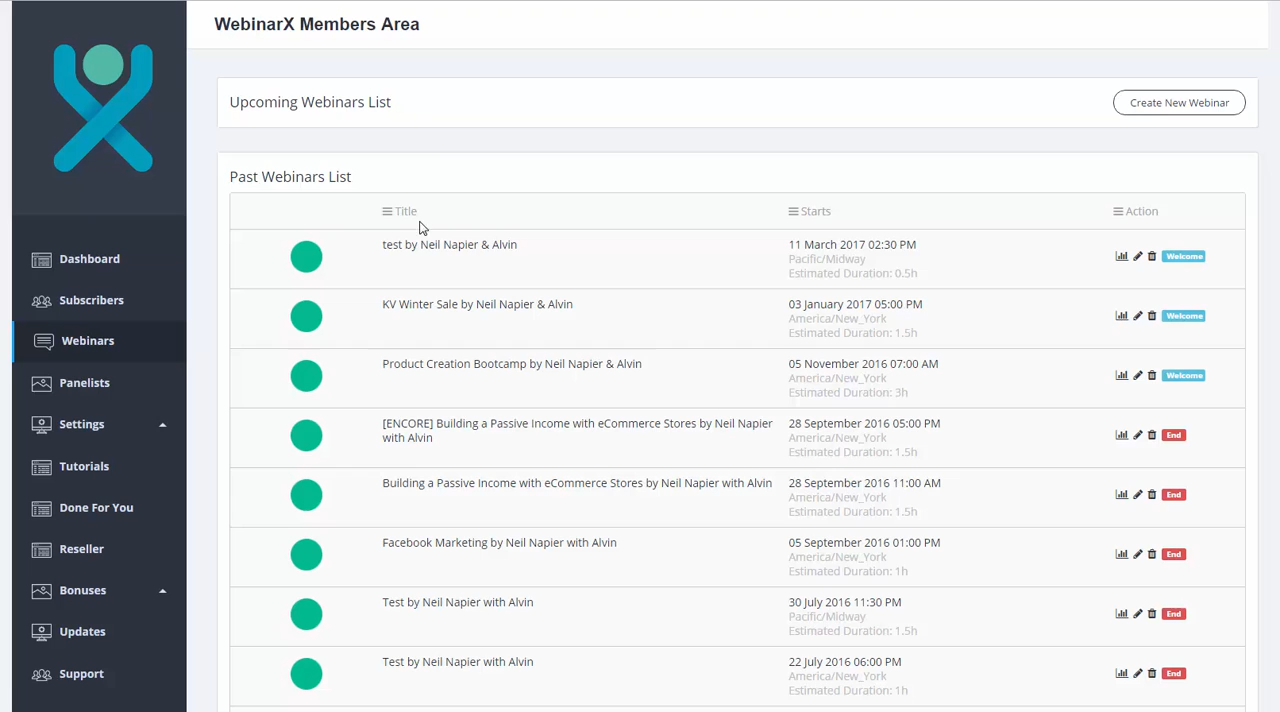 WebinarX Members Area
Upcoming Webinars List
Create New Webinar
Past Webinars List
Title
Starts
Action
test by Neil Napier & Alvin
11 March 2017 02:30 PM
Pacific/Midway
Estimated Duration: 0.5h
Welcome
KV Winter Sale by Neil Napier & Alvin
03 January 2017 05:00 PM
America/New_York
Estimated Duration: 1.5h
Welcome
Product Creation Bootcamp by Neil Napier & Alvin
05 November 2016 07:00 AM
America/New_York
Estimated Duration: 3h
Welcome
[ENCORE] Building a Passive Income with eCommerce Stores by Neil Napier
with Alvin
28 September 2016 05:00 PM
America/New_York
Estimated Duration: 1.5h
End
Building a Passive Income with eCommerce Stores by Neil Napier with Alvin
28 September 2016 11:00 AM
America/New_York
Estimated Duration: 1.5h
End
Facebook Marketing by Neil Napier with Alvin
05 September 2016 01:00 PM
America/New_York
Estimated Duration: 1h
End
Test by Neil Napier with Alvin
30 July 2016 11:30 PM
Pacific/Midway
Estimated Duration: 1.5h
End
Test by Neil Napier with Alvin
22 July 2016 06:00 PM
America/New_York
Estimated Duration: 1h
End
Dashboard
Subscribers
Webinars
Panelists
Settings
Tutorials
Done For You
Reseller
Bonuses
Updates
Support